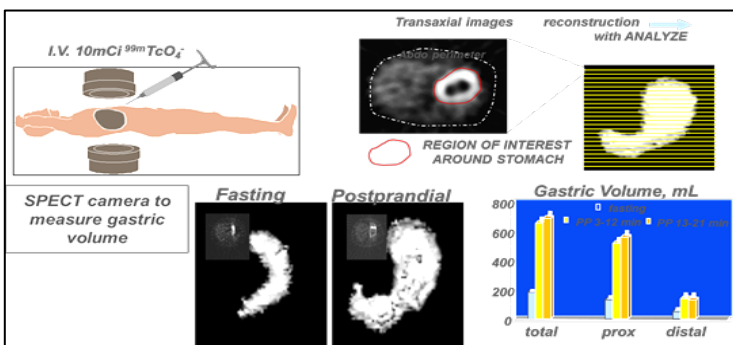 I.V. 10mCi ⁹⁹ᵐTcO₄⁻
Transaxial images reconstruction
with ANALYZE
Abdo perimeter
REGION OF INTEREST
AROUND STOMACH
SPECT camera to
measure gastric
volume
Fasting
Postprandial
Gastric Volume, mL
fasting
PP 2-12 min PP 13-21 min
800
600
400
200
0
total prox distal